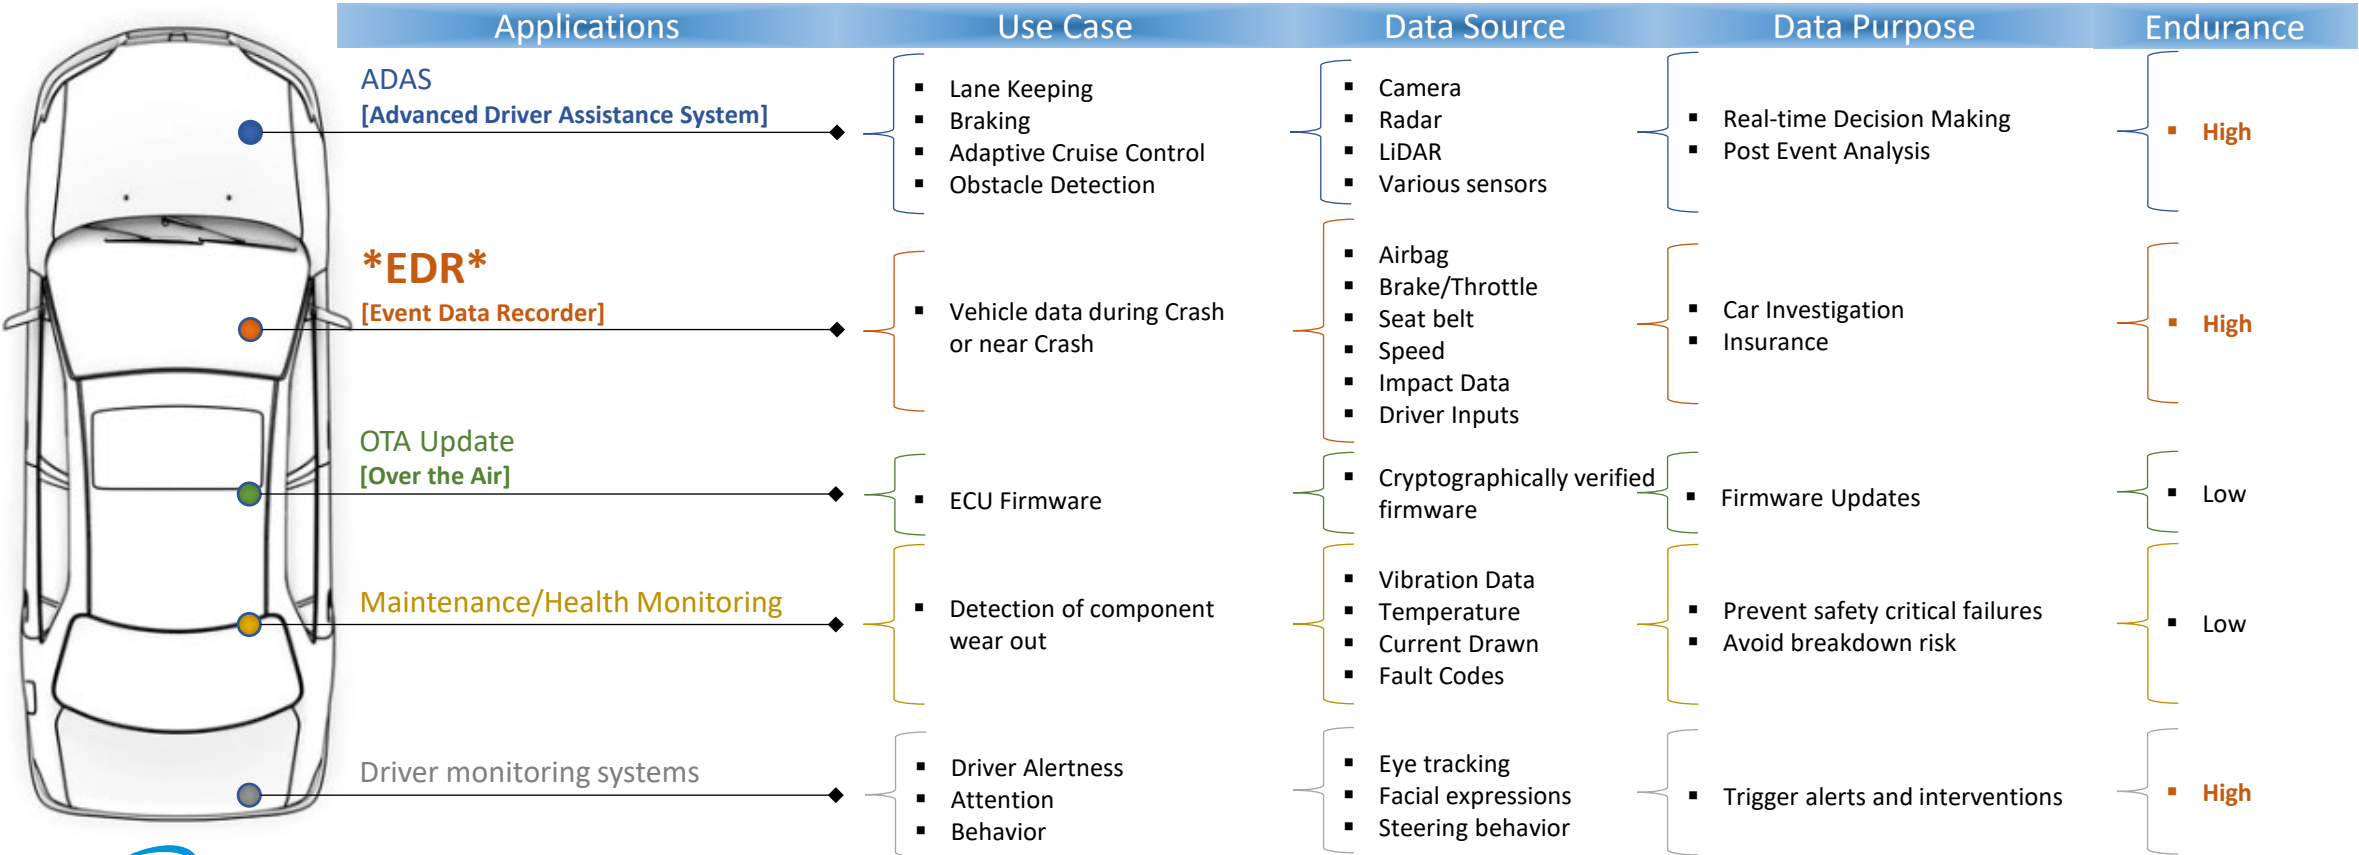 Applications Use Case Data Source Data Purpose Endurance
ADAS
[Advanced Driver Assistance System]
▪ Lane Keeping
▪ Braking
▪ Adaptive Cruise Control
▪ Obstacle Detection
▪ Camera
▪ Radar
▪ LiDAR
▪ Various sensors
▪ Real-time Decision Making
▪ Post Event Analysis
▪ High
*EDR*
[Event Data Recorder]
▪ Vehicle data during Crash
or near Crash
▪ Airbag
▪ Brake/Throttle
▪ Seat belt
▪ Speed
▪ Impact Data
▪ Driver Inputs
▪ Car Investigation
▪ Insurance
▪ High
OTA Update
[Over the Air]
▪ ECU Firmware
▪ Cryptographically verified
firmware
▪ Firmware Updates
▪ Low
Maintenance/Health Monitoring
▪ Detection of component
wear out
▪ Vibration Data
▪ Temperature
▪ Current Drawn
▪ Fault Codes
▪ Prevent safety critical failures
▪ Avoid breakdown risk
▪ Low
Driver monitoring systems
▪ Driver Alertness
▪ Attention
▪ Behavior
▪ Eye tracking
▪ Facial expressions
▪ Steering behavior
▪ Trigger alerts and interventions
▪ High